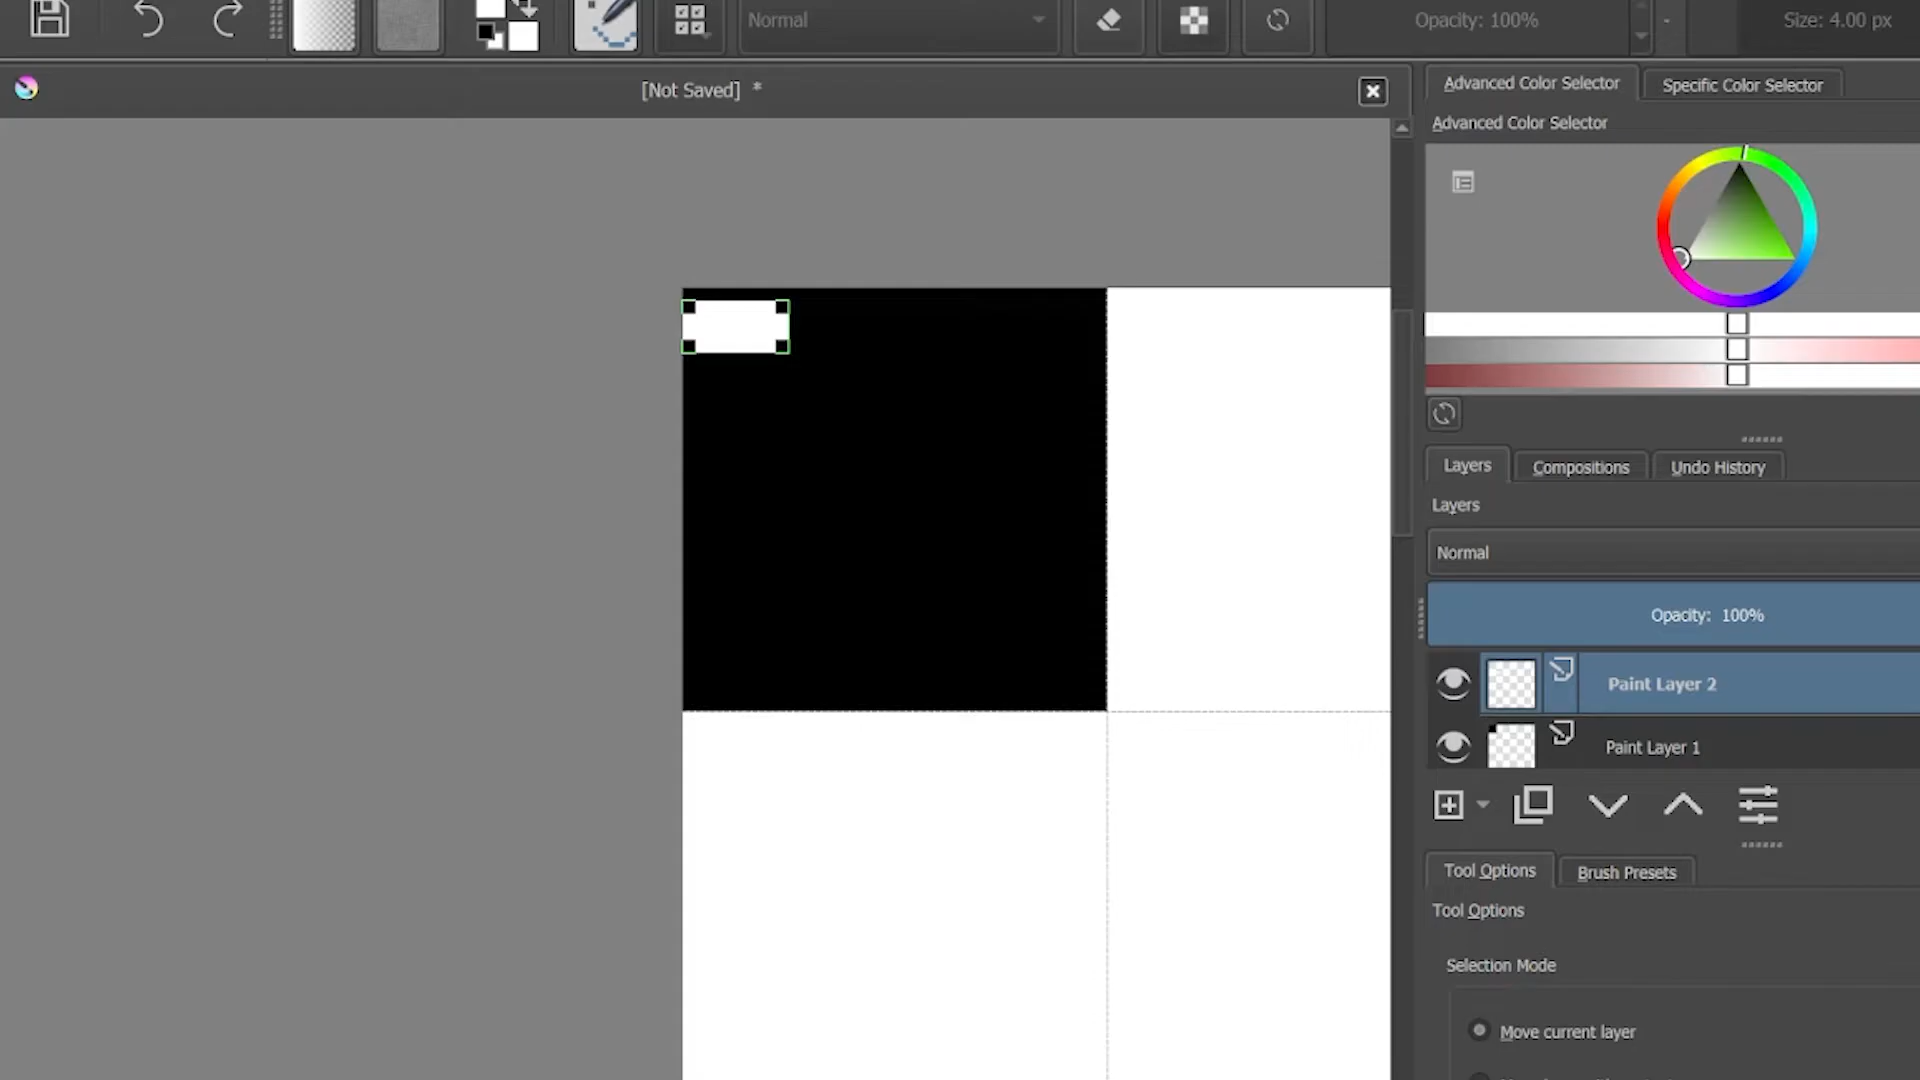 Normal
Opacity: 100%
Size: 4.00 px
[Not Saved] *
Advanced Color Selector
Specific Color Selector
Advanced Color Selector
Layers
Compositions
Undo History
Layers
Normal
Opacity: 100%
Paint Layer 2
Paint Layer 1
Tool Options
Brush Presets
Tool Options
Selection Mode
Move current layer